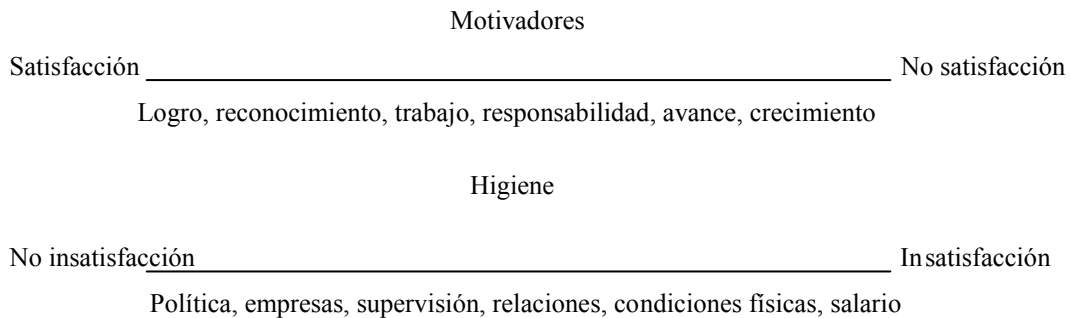 Motivadores
Satisfacción No satisfacción
Logro, reconocimiento, trabajo, responsabilidad, avance, crecimiento
Higiene
No insatisfacción Insatisfacción
Política, empresas, supervisión, relaciones, condiciones físicas, salario